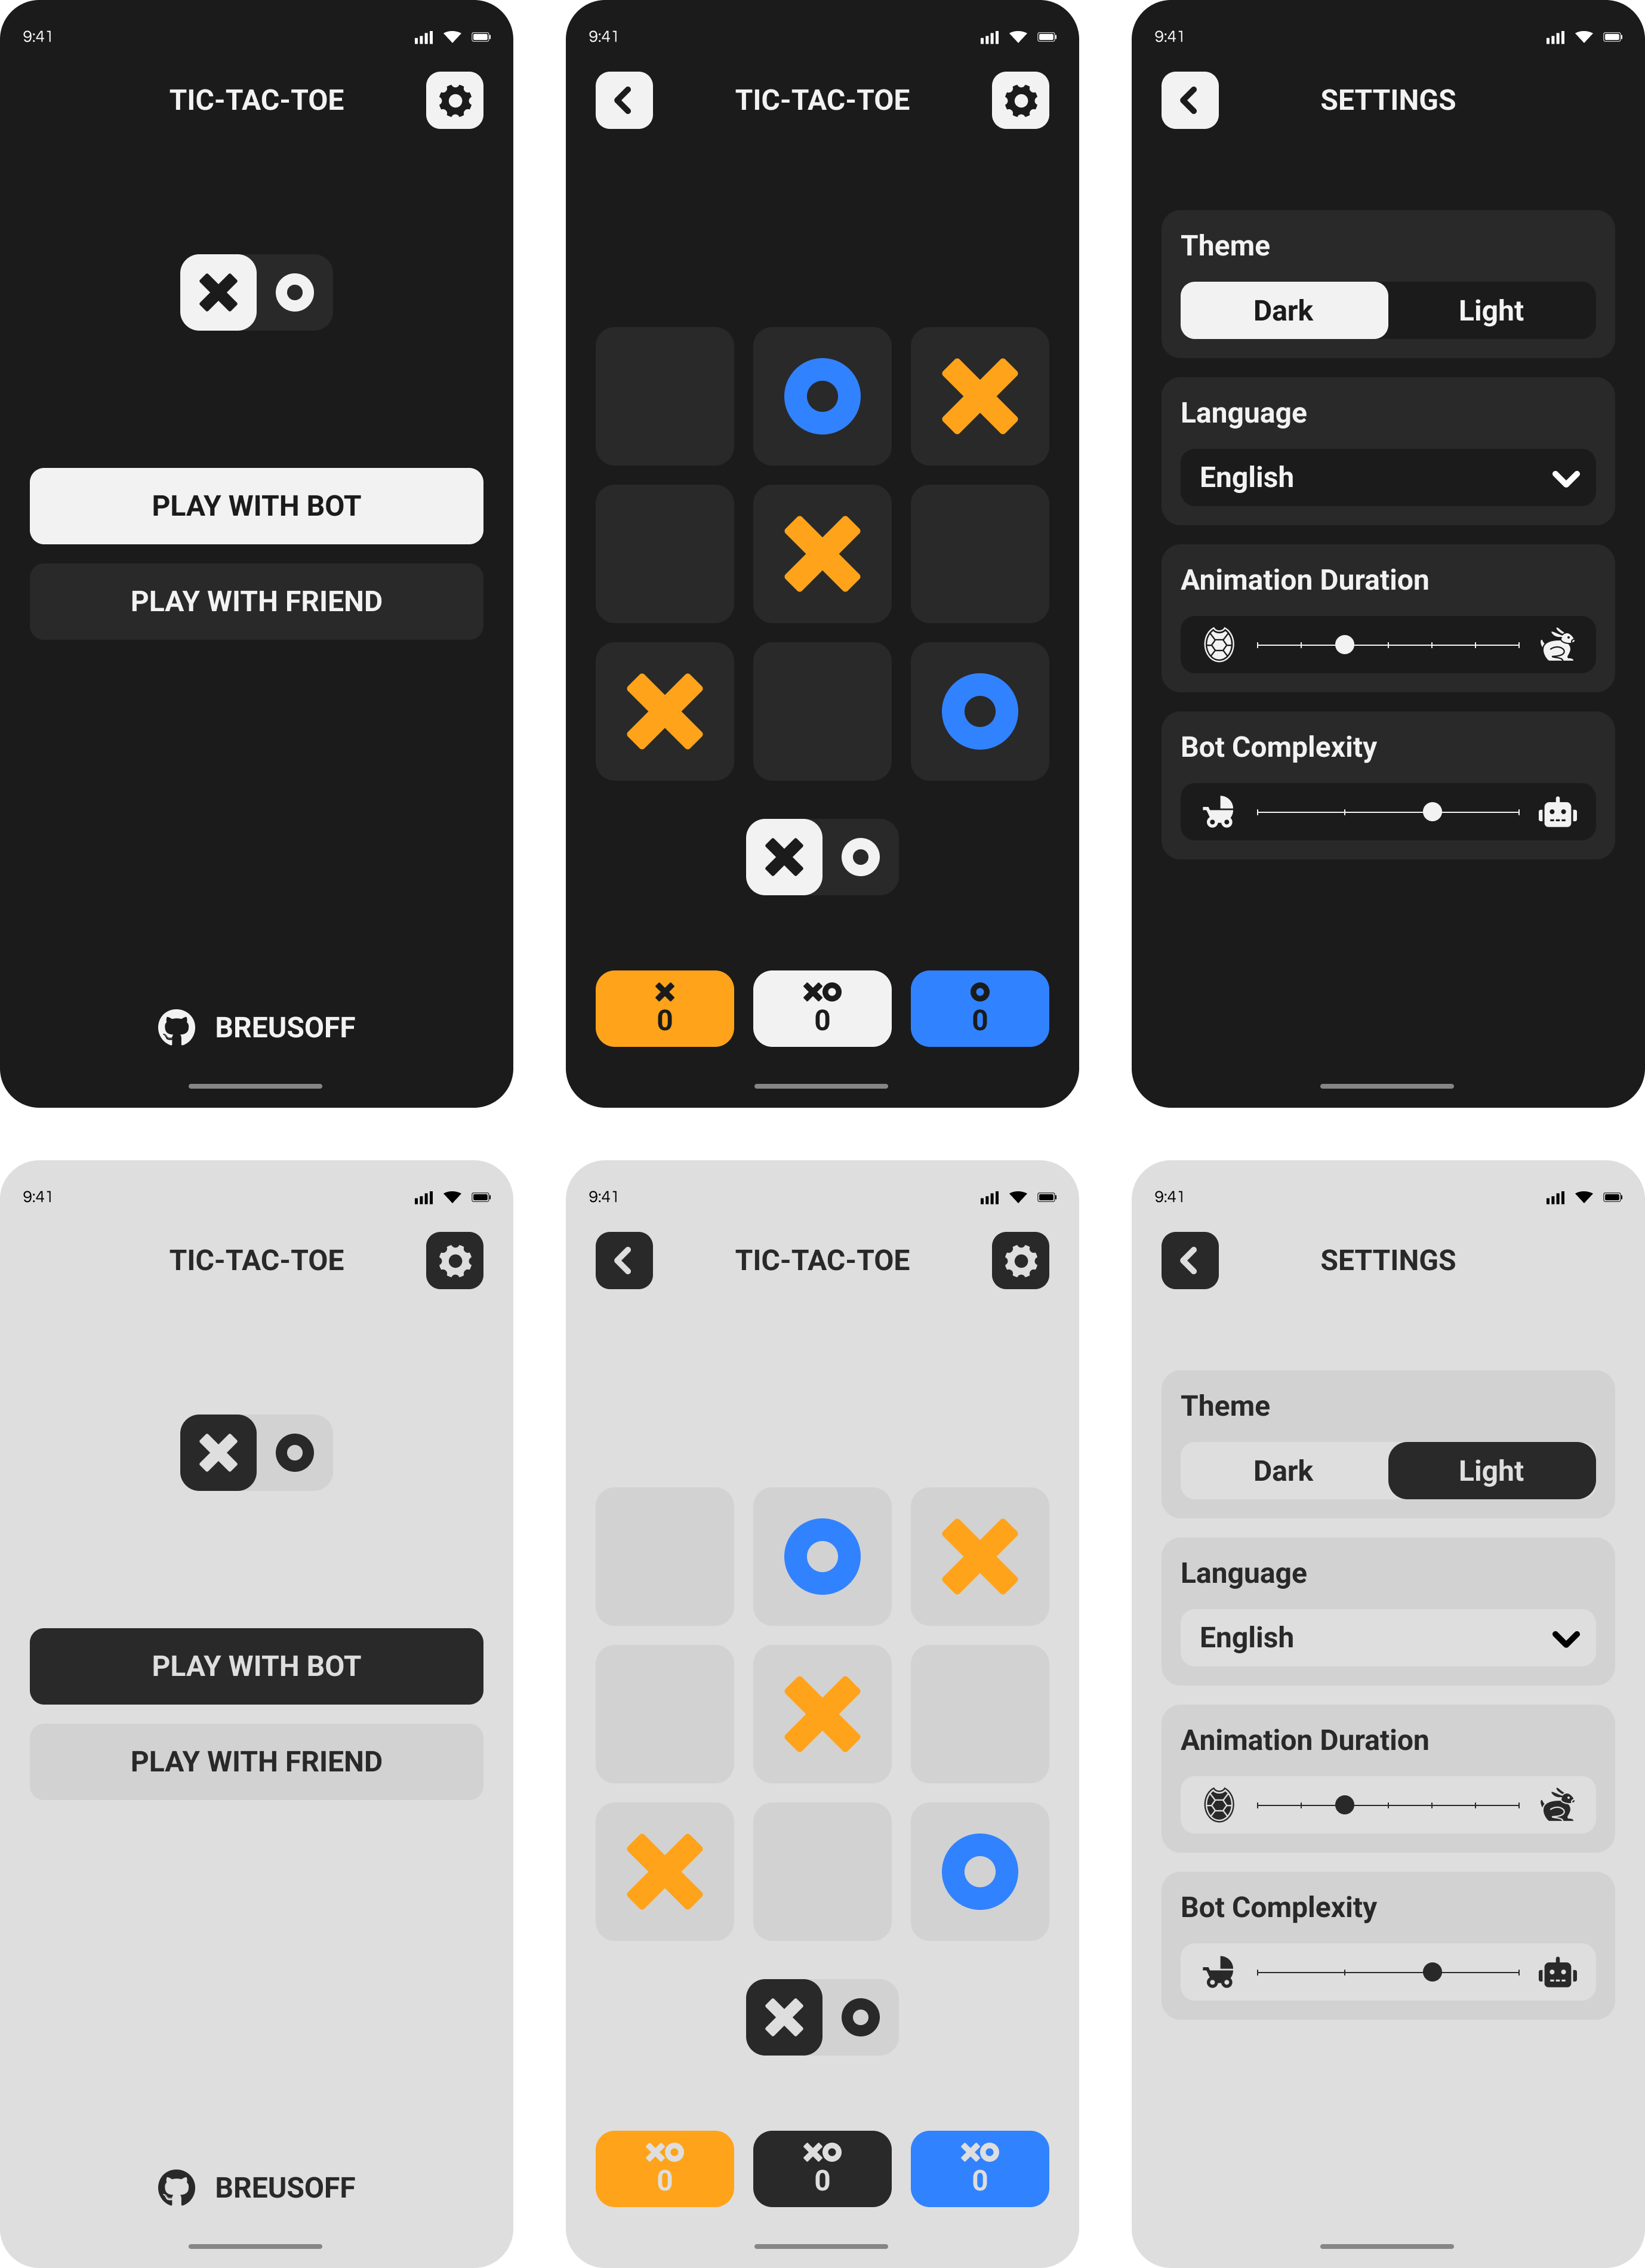 9:41
TIC-TAC-TOE
PLAY WITH BOT
PLAY WITH FRIEND
BREUSOFF
9:41
TIC-TAC-TOE
0
0
0
9:41
SETTINGS
Theme
Dark
Light
Language
English
Animation Duration
Bot Complexity
9:41
TIC-TAC-TOE
PLAY WITH BOT
PLAY WITH FRIEND
BREUSOFF
9:41
TIC-TAC-TOE
0
0
0
9:41
SETTINGS
Theme
Dark
Light
Language
English
Animation Duration
Bot Complexity